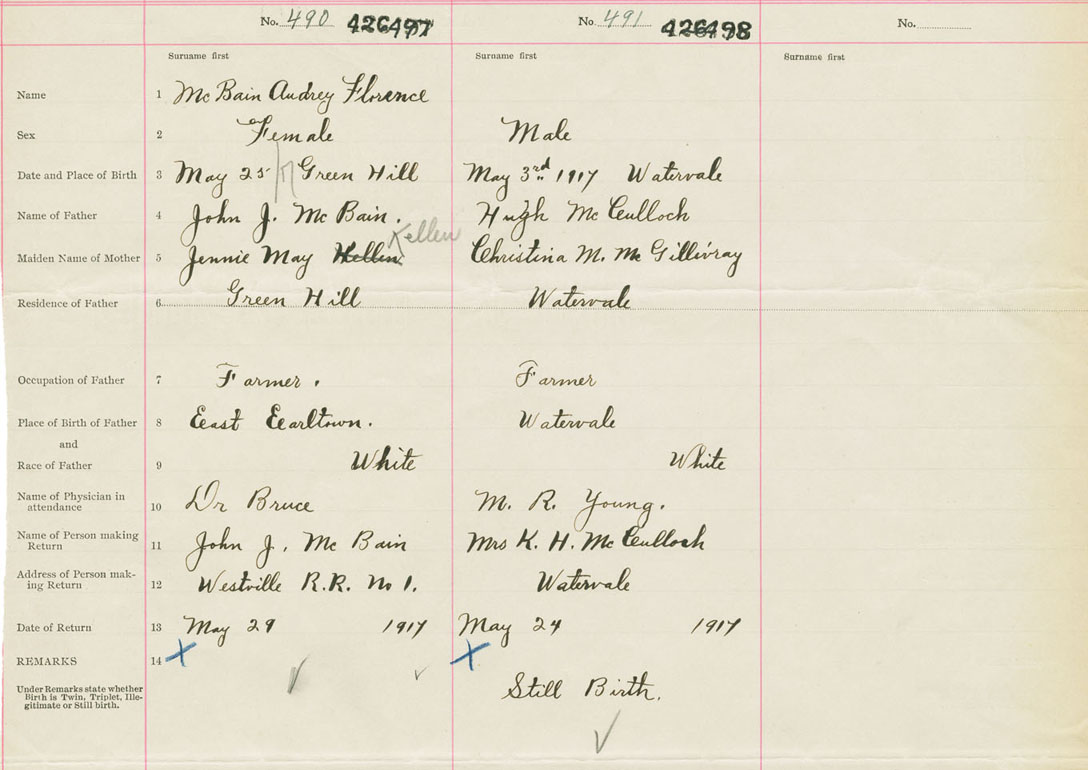 No. 490 426497 No 491 426498 No.
Surname first Surname first Surname first
Name 1 McBain Audrey Florence
Sex 2 Female Male
Date and Place of Birth 3 May 25 17 Green Hill May 3rd 1917 Watervale
Name of Father 4 John J. McBain. Hugh McCulloch
Kellen
Maiden Name of Mother 5 Jennie May Hellen Christina M. McGillivray
Residence of Father 6 Green Hill Watervale
Occupation of Father 7 Farmer. Farmer
Place of Birth of Father 8 East Earltown. Watervale
and
Race of Father 9 White White
Name of Physician in
attendance 10 Dr Bruce M. R. Young.
Name of Person making
Return 11 John J. McBain Mrs K. H. McCulloch
Address of Person mak-
ing Return 12 Westville R.R. No 1. Watervale
Date of Return 13 May 29 1917 May 24 1917
REMARKS 14
Under Remarks state whether
Birth is Twin, Triplet, Ille-
gitimate or Still birth.
Still Birth.